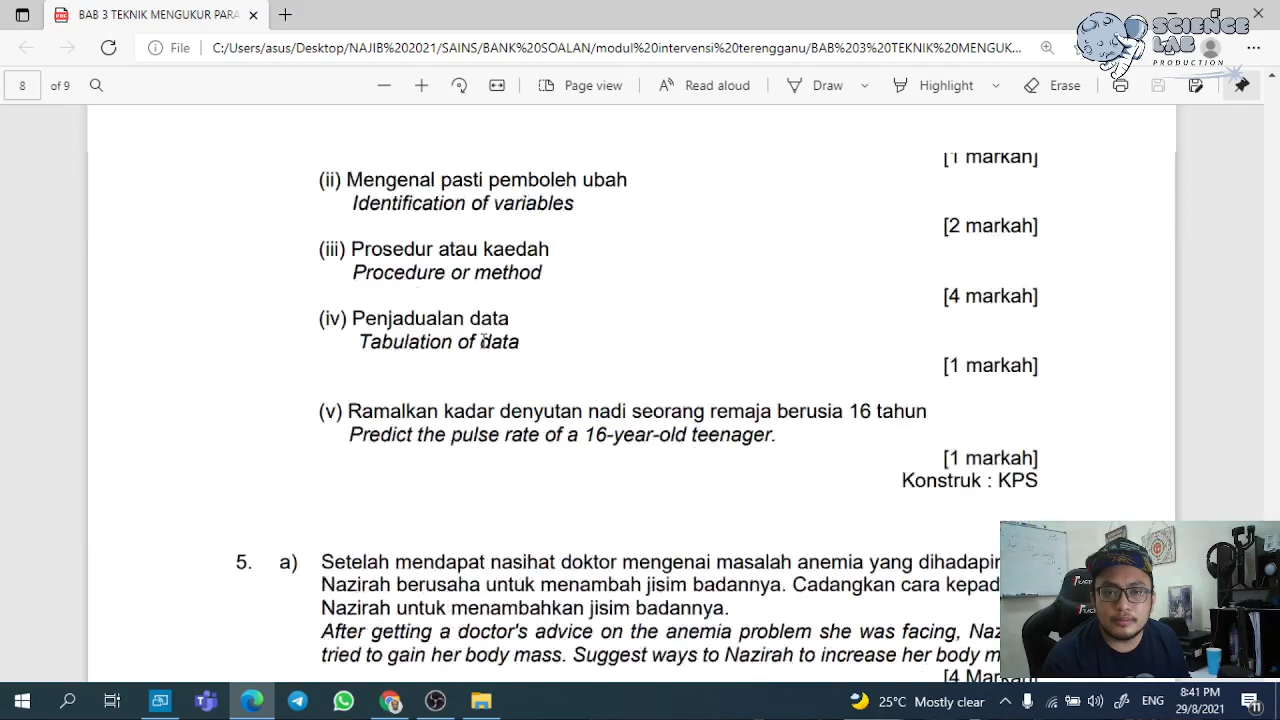 BAB 3 TEKNIK MENGUKUR PARA
File
C:/Users/asus/Desktop/NAJIB%202021/SAINS/BANK%20SOALAN/modul%20intervensi%20terengganu/BAB%203%20TEKNIK%20MENGUK...
SCIENCE
LAB
PRODUCTION
8
of 9
Page view
Read aloud
Draw
Highlight
Erase
[1 markah]
(ii) Mengenal pasti pemboleh ubah
Identification of variables
[2 markah]
(iii) Prosedur atau kaedah
Procedure or method
[4 markah]
(iv) Penjadualan data
Tabulation of data
[1 markah]
(v) Ramalkan kadar denyutan nadi seorang remaja berusia 16 tahun
Predict the pulse rate of a 16-year-old teenager.
[1 markah]
Konstruk : KPS
5. a) Setelah mendapat nasihat doktor mengenai masalah anemia yang dihadapin
Nazirah berusaha untuk menambah jisim badannya. Cadangkan cara kepad
Nazirah untuk menambahkan jisim badannya.
After getting a doctor's advice on the anemia problem she was facing, Naz
tried to gain her body mass. Suggest ways to Nazirah to increase her body m
[4 Markah
25°C Mostly clear
ENG
8:41 PM
29/8/2021
11